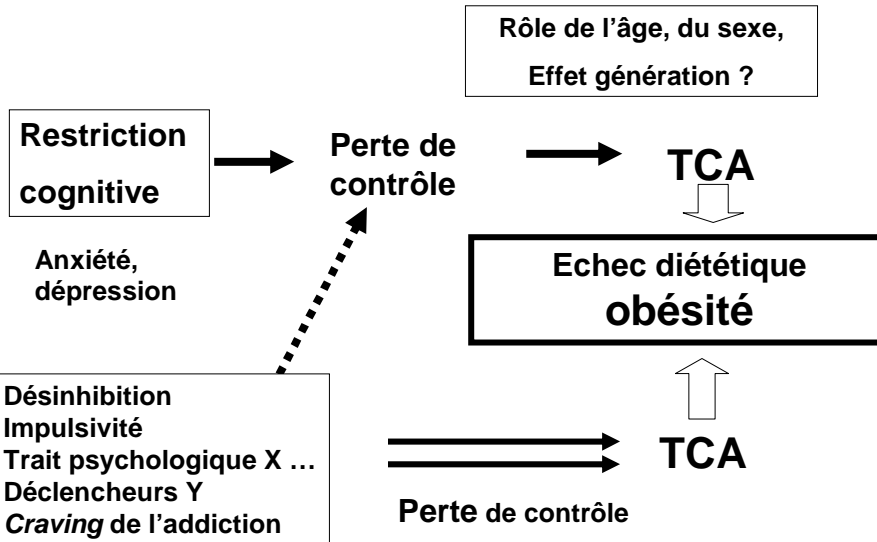 Rôle de l'âge, du sexe,
Effet génération ?
Restriction
cognitive
Perte de
contrôle
TCA
Anxiété,
dépression
Echec diététique
obésité
Désinhibition
Impulsivité
Trait psychologique X ...
Déclencheurs Y
Craving de l'addiction
TCA
Perte de contrôle